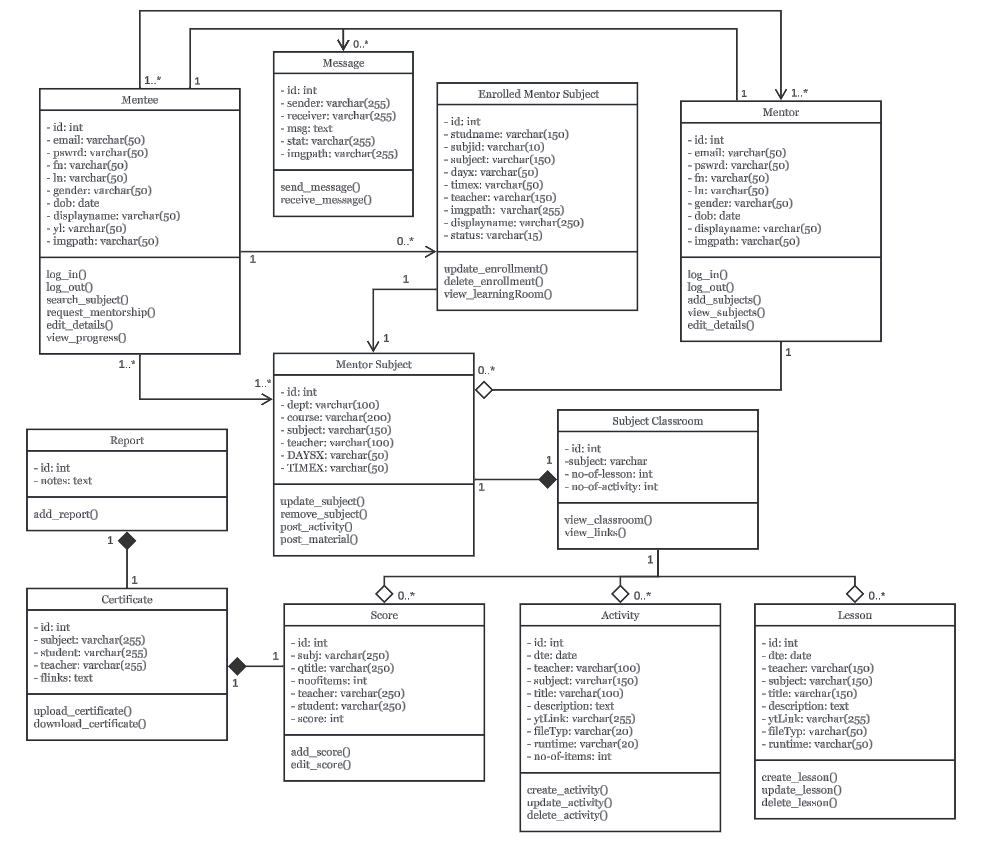 1..*
1
0..*
Message
- id: int
- sender: varchar(255)
- receiver: varchar(255)
- msg: text
- stat: varchar(255)
- imgpath: varchar(255)
send_message()
receive_message()
Mentee
- id: int
- email: varchar(50)
- pswrd: varchar(50)
- fn: varchar(50)
- ln: varchar(50)
- gender: varchar(50)
- dob: date
- displayname: varchar(50)
- yl: varchar(50)
- imgpath: varchar(50)
log_in()
log_out()
search_subject()
request_mentorship()
edit_details()
view_progress()
Enrolled Mentor Subject
- id: int
- studname: varchar(150)
- subjid: varchar(10)
- subject: varchar(150)
- dayx: varchar(50)
- timex: varchar(50)
- teacher: varchar(150)
- imgpath: varchar(255)
- displayname: varchar(250)
- status: varchar(15)
update_enrollment()
delete_enrollment()
view_learningRoom()
1
1..*
Mentor
- id: int
- email: varchar(50)
- pswrd: varchar(50)
- fn: varchar(50)
- ln: varchar(50)
- gender: varchar(50)
- dob: date
- displayname: varchar(50)
- imgpath: varchar(50)
log_in()
log_out()
add_subjects()
view_subjects()
edit_details()
0..*
1
1
1
1
1..*
1..*
0..*
Mentor Subject
- id: int
- dept: varchar(100)
- course: varchar(200)
- subject: varchar(150)
- teacher: varchar(100)
- DAYSX: varchar(50)
- TIMEX: varchar(50)
update_subject()
remove_subject()
post_activity()
post_material()
1
1
Subject Classroom
- id: int
-subject: varchar
- no-of-lesson: int
- no-of-activity: int
view_classroom()
view_links()
1
Report
- id: int
- notes: text
add_report()
1
1
Certificate
- id: int
- subject: varchar(255)
- student: varchar(255)
- teacher: varchar(255)
- flinks: text
upload_certificate()
download_certificate()
1
1
0..*
Score
- id: int
- subj: varchar(250)
- qtitle: varchar(250)
- noofitems: int
- teacher: varchar(250)
- student: varchar(250)
- score: int
add_score()
edit_score()
0..*
Activity
- id: int
- dte: date
- teacher: varchar(100)
- subject: varchar(150)
- title: varchar(100)
- description: text
- ytLink: varchar(255)
- fileTyp: varchar(20)
- runtime: varchar(20)
- no-of-items: int
create_activity()
update_activity()
delete_activity()
0..*
Lesson
- id: int
- dte: date
- teacher: varchar(150)
- subject: varchar(150)
- title: varchar(150)
- description: text
- ytLink: varchar(255)
- fileTyp: varchar(50)
- runtime: varchar(50)
create_lesson()
update_lesson()
delete_lesson()